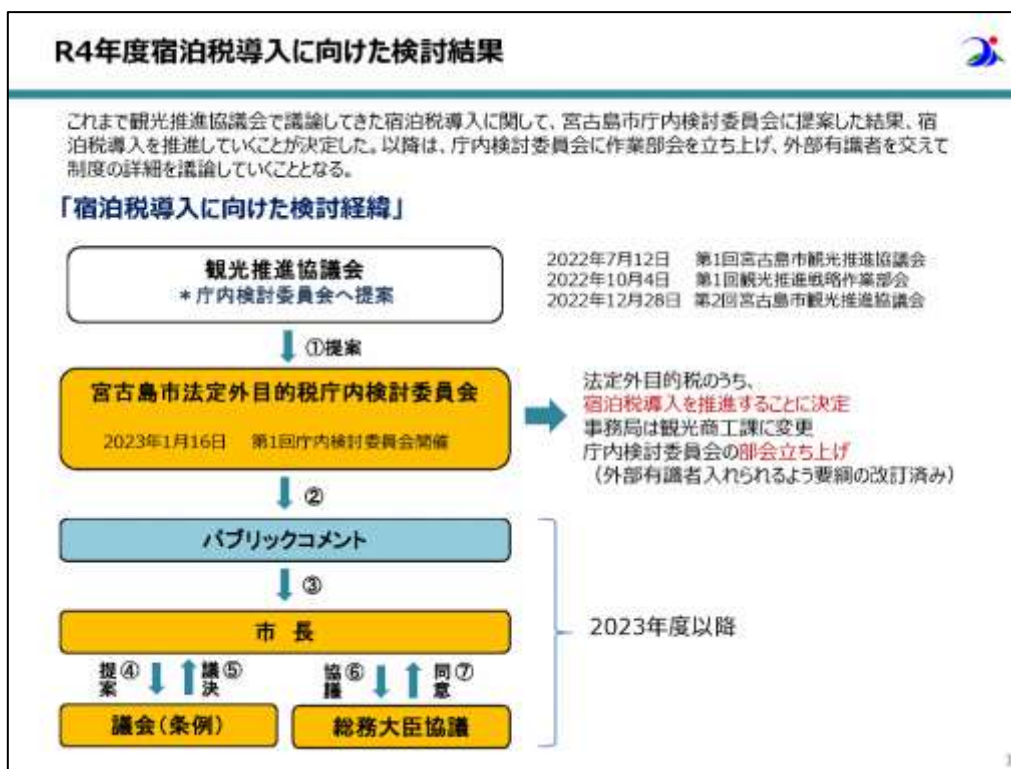 R4年度宿泊税導入に向けた検討結果
これまで観光推進協議会で議論してきた宿泊税導入に関して、宮古島市庁内検討委員会に提案した結果、宿
泊税導入を推進していくことが決定した。以降は、庁内検討委員会に作業部会を立ち上げ、外部有識者を交えて
制度の詳細を議論していくこととなる。
「宿泊税導入に向けた検討経緯」
観光推進協議会
*庁内検討委員会へ提案
2022年7月12日 第1回宮古島市観光推進協議会
2022年10月4日 第1回観光推進戦略作業部会
2022年12月28日 第2回宮古島市観光推進協議会
①提案
宮古島市法定外目的税庁内検討委員会
2023年1月16日 第1回庁内検討委員会開催
法定外目的税のうち、
宿泊税導入を推進することに決定
事務局は観光商工課に変更
庁内検討委員会の部会立ち上げ
(外部有識者入れられるよう要綱の改訂済み)
②
パブリックコメント
③
市 長
2023年度以降
提案④
議決⑤
協議⑥
同意⑦
議会(条例)
総務大臣協議